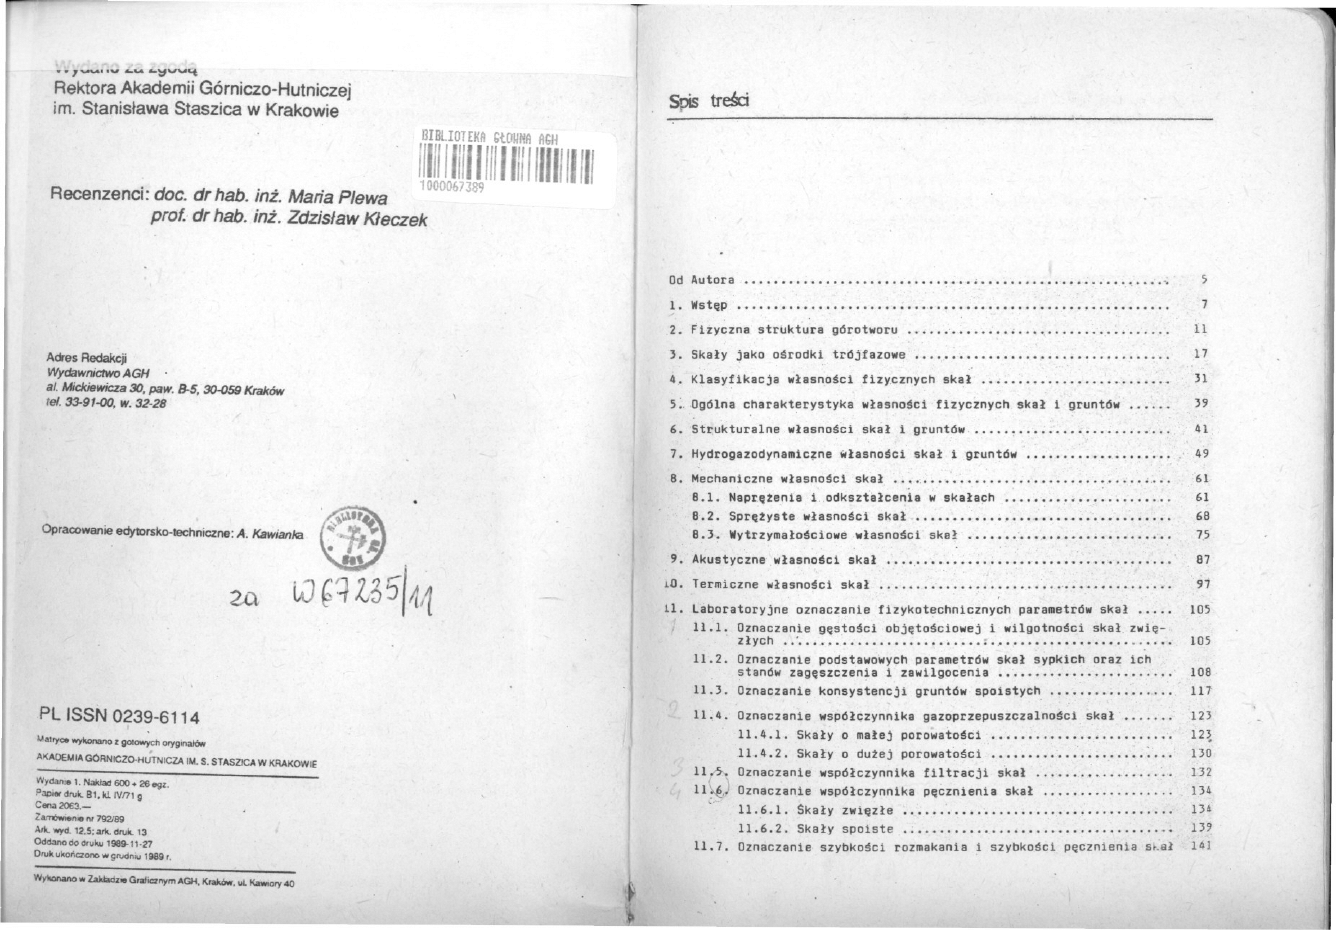 Wydano za zgodą
Rektora Akademii Górniczo-Hutniczej
im. Stanisława Staszica w Krakowie
BIBLIOTEKA GŁÓWNA AGH
1000067389
Recenzenci: doc. dr hab. inż. Maria Plewa
prof. dr hab. inż. Zdzisław Kłeczek
Adres Redakcji
Wydawnictwo AGH
al. Mickiewicza 30, paw. B-5, 30-059 Kraków
tel. 33-91-00, w. 32-28
Opracowanie edytorsko-techniczne: A. Kawianka
za W67235/11
PL ISSN 0239-6114
Matryce wykonano z gotowych oryginałów
AKADEMIA GÓRNICZO-HUTNICZA IM. S. STASZICA W KRAKOWIE
Wydanie 1. Nakład 600 + 26 egz.
Papier druk. B1. kl. IV/71 g
Cena 2063.—
Zamówienie nr 792/89
Ark. wyd. 12.5; ark. druk. 13
Oddano do druku 1989-11-27
Druk ukończono w grudniu 1989 r.
Wykonano w Zakładzie Graficznym AGH, Kraków, ul. Kawiory 40
Spis treści
Od Autora ........................................................ 5
1. Wstęp ......................................................... 7
2. Fizyczna struktura górotworu .................................. 11
3. Skały jako ośrodki trójfazowe ................................. 17
4. Klasyfikacja własności fizycznych skał ........................ 31
5. Ogólna charakterystyka własności fizycznych skał i gruntów ...... 39
6. Strukturalne własności skał i gruntów ......................... 41
7. Hydrogazodynamiczne własności skał i gruntów .................. 49
8. Mechaniczne własności skał .................................... 61
8.1. Naprężenia i odkształcenia w skałach ...................... 61
8.2. Sprężyste własności skał .................................. 68
8.3. Wytrzymałościowe własności skał ........................... 75
9. Akustyczne własności skał ..................................... 87
10. Termiczne własności skał ...................................... 97
11. Laboratoryjne oznaczanie fizykotechnicznych parametrów skał ..... 105
11.1. Oznaczanie gęstości objętościowej i wilgotności skał zwię-
złych .................................................... 105
11.2. Oznaczanie podstawowych parametrów skał sypkich oraz ich
stanów zagęszczenia i zawilgocenia ....................... 108
11.3. Oznaczanie konsystencji gruntów spoistych ................ 117
11.4. Oznaczanie współczynnika gazoprzepuszczalności skał ....... 123
11.4.1. Skały o małej porowatości ........................ 123
11.4.2. Skały o dużej porowatości ........................ 130
11.5. Oznaczanie współczynnika filtracji skał .................. 132
11.6. Oznaczanie współczynnika pęcznienia skał ................. 134
11.6.1. Skały zwięzłe .................................... 134
11.6.2. Skały spoiste .................................... 139
11.7. Oznaczanie szybkości rozmakania i szybkości pęcznienia skał 141